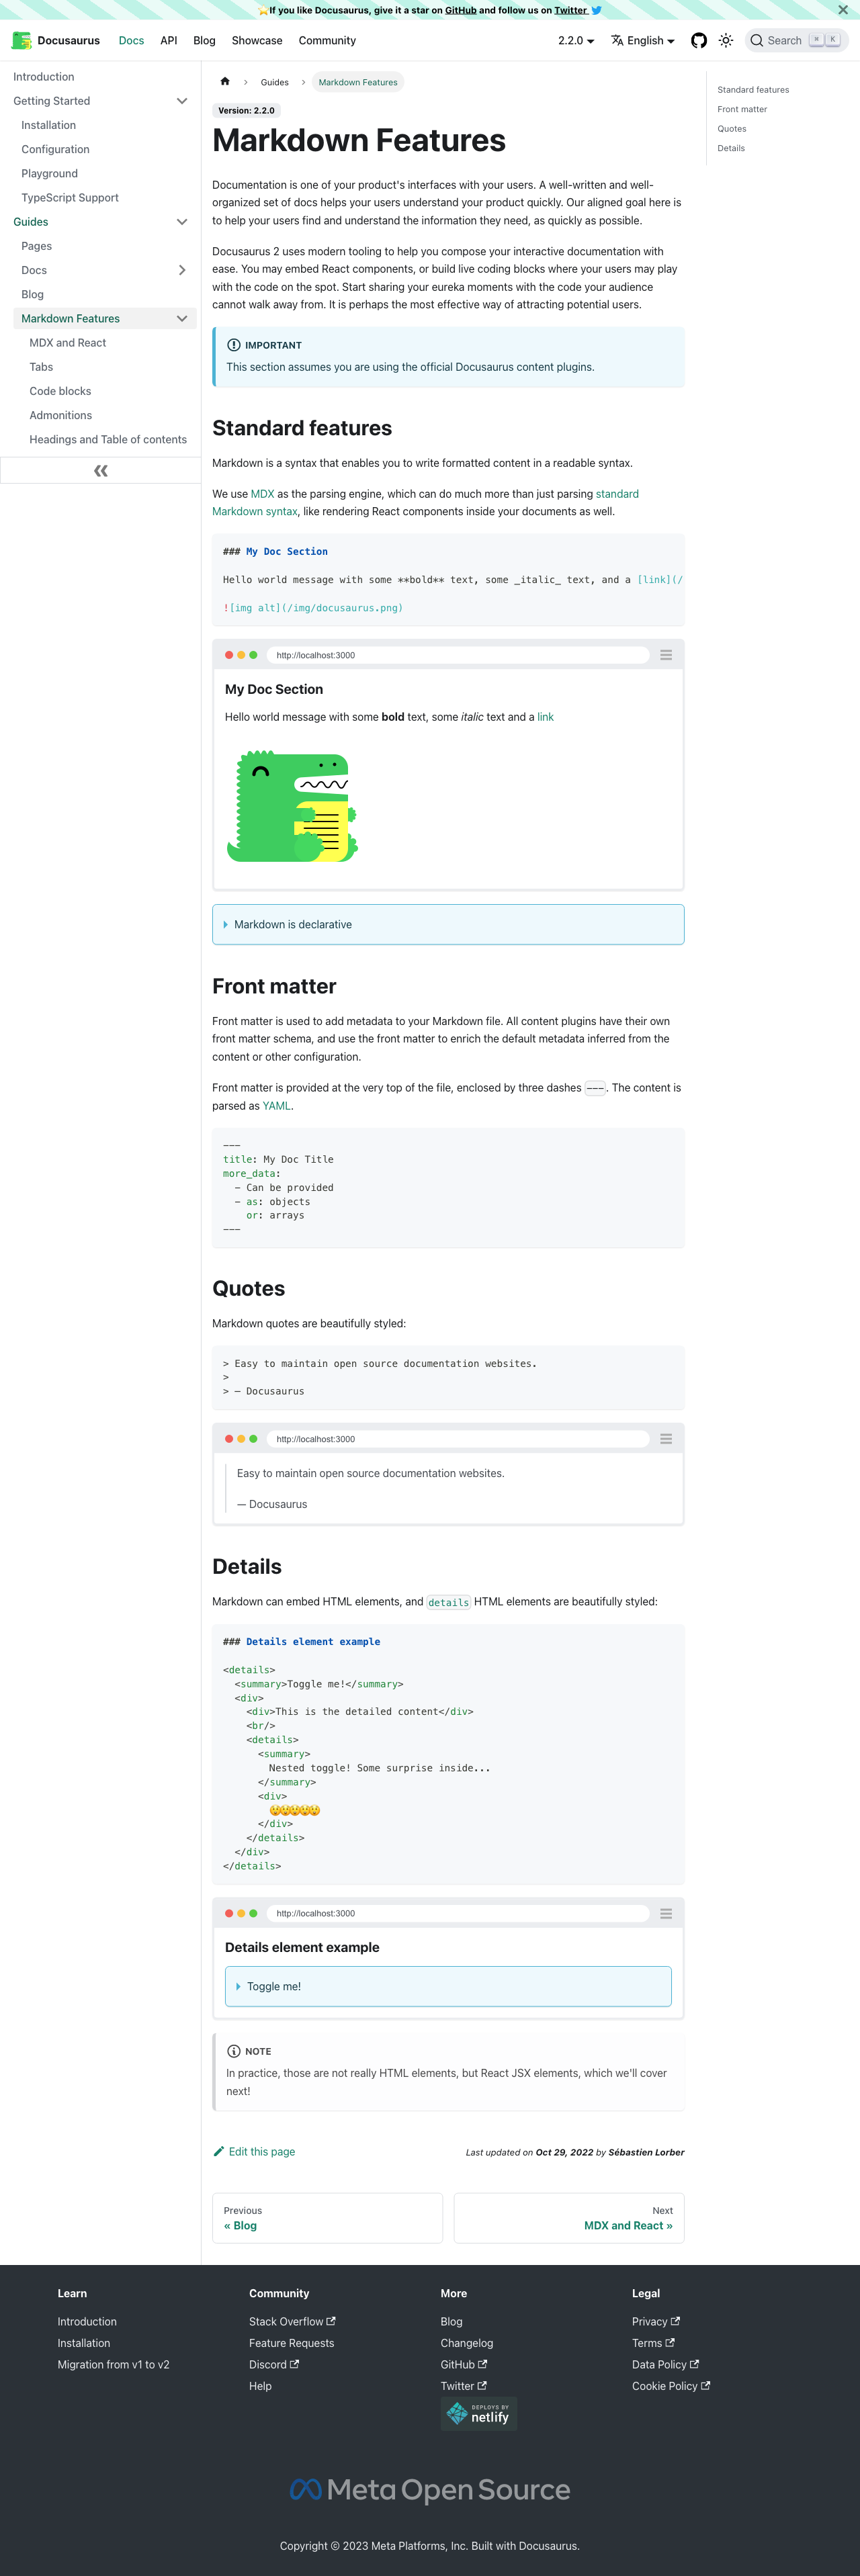 ⭐️If you like Docusaurus, give it a star on GitHub and follow us on Twitter
Docusaurus Docs API Blog Showcase Community 2.2.0 English Search ⌘ K
Introduction
Getting Started
Installation
Configuration
Playground
TypeScript Support
Guides
Pages
Docs
Blog
Markdown Features
MDX and React
Tabs
Code blocks
Admonitions
Headings and Table of contents
Guides Markdown Features
Version: 2.2.0
Markdown Features
Documentation is one of your product's interfaces with your users. A well-written and well-
organized set of docs helps your users understand your product quickly. Our aligned goal here is
to help your users find and understand the information they need, as quickly as possible.
Docusaurus 2 uses modern tooling to help you compose your interactive documentation with
ease. You may embed React components, or build live coding blocks where your users may play
with the code on the spot. Start sharing your eureka moments with the code your audience
cannot walk away from. It is perhaps the most effective way of attracting potential users.
IMPORTANT
This section assumes you are using the official Docusaurus content plugins.
Standard features
Markdown is a syntax that enables you to write formatted content in a readable syntax.
We use MDX as the parsing engine, which can do much more than just parsing standard
Markdown syntax, like rendering React components inside your documents as well.
### My Doc Section
Hello world message with some **bold** text, some _italic_ text, and a [link](/
![img alt](/img/docusaurus.png)
http://localhost:3000
My Doc Section
Hello world message with some bold text, some italic text and a link
Markdown is declarative
Front matter
Front matter is used to add metadata to your Markdown file. All content plugins have their own
front matter schema, and use the front matter to enrich the default metadata inferred from the
content or other configuration.
Front matter is provided at the very top of the file, enclosed by three dashes ---. The content is
parsed as YAML.
---
title: My Doc Title
more_data:
- Can be provided
- as: objects
or: arrays
---
Quotes
Markdown quotes are beautifully styled:
> Easy to maintain open source documentation websites.
>
> — Docusaurus
http://localhost:3000
Easy to maintain open source documentation websites.
— Docusaurus
Details
Markdown can embed HTML elements, and details HTML elements are beautifully styled:
### Details element example
<details>
<summary>Toggle me!</summary>
<div>
<div>This is the detailed content</div>
<br/>
<details>
<summary>
Nested toggle! Some surprise inside...
</summary>
<div>
😲😲😲😲😲
</div>
</details>
</div>
</details>
http://localhost:3000
Details element example
Toggle me!
NOTE
In practice, those are not really HTML elements, but React JSX elements, which we'll cover
next!
Edit this page Last updated on Oct 29, 2022 by Sébastien Lorber
Previous
« Blog
Next
MDX and React »
Standard features
Front matter
Quotes
Details
Learn
Introduction
Installation
Migration from v1 to v2
Community
Stack Overflow
Feature Requests
Discord
Help
More
Blog
Changelog
GitHub
Twitter
DEPLOYS BY
netlify
Legal
Privacy
Terms
Data Policy
Cookie Policy
Meta Open Source
Copyright © 2023 Meta Platforms, Inc. Built with Docusaurus.